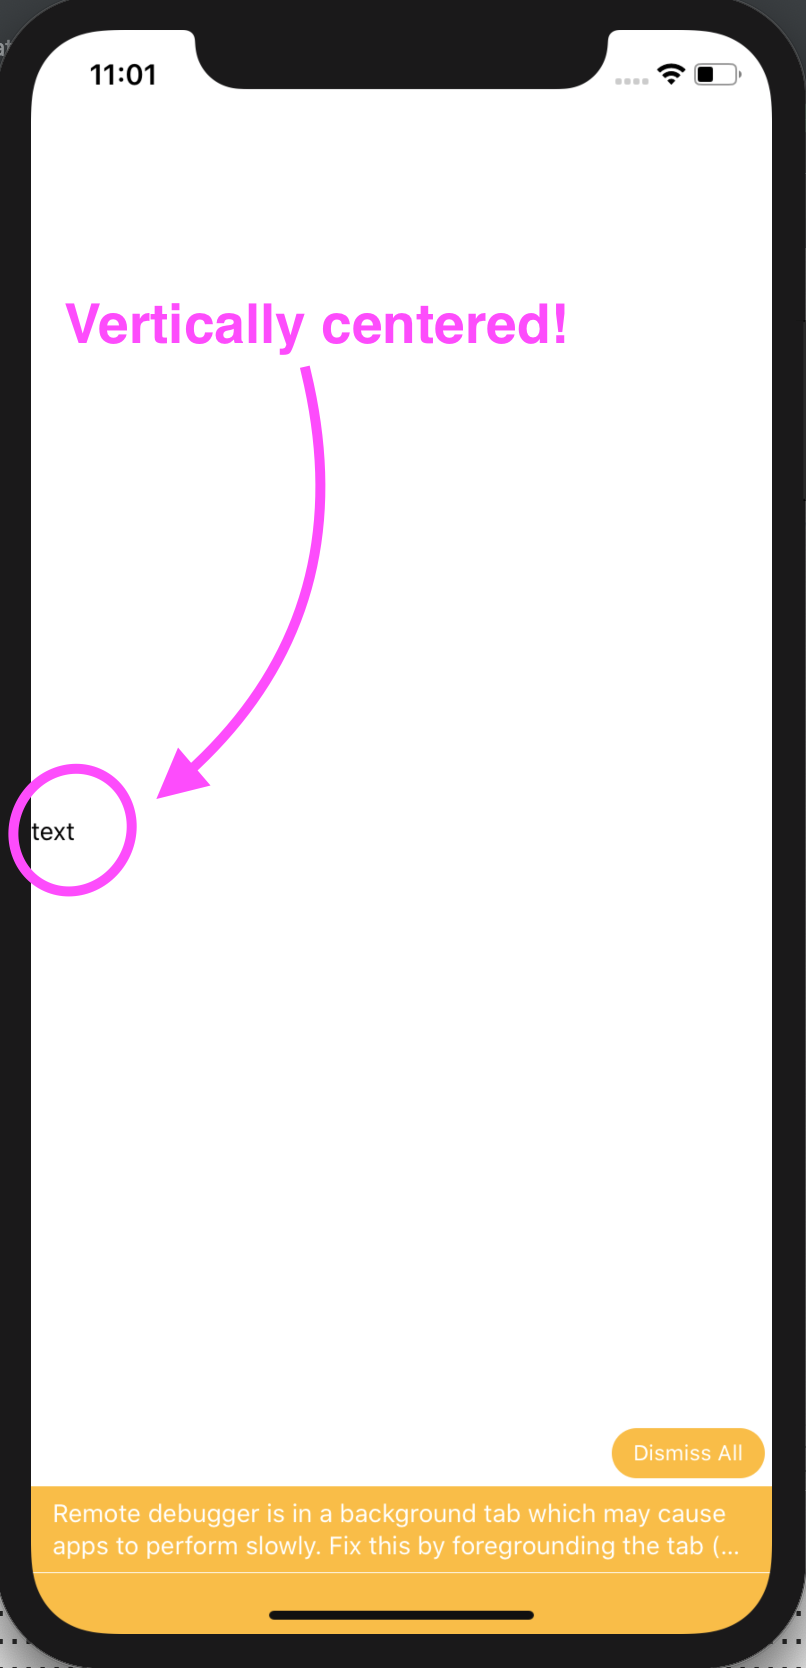 11:01
Vertically centered!
text
Dismiss All
Remote debugger is in a background tab which may cause
apps to perform slowly. Fix this by foregrounding the tab (...